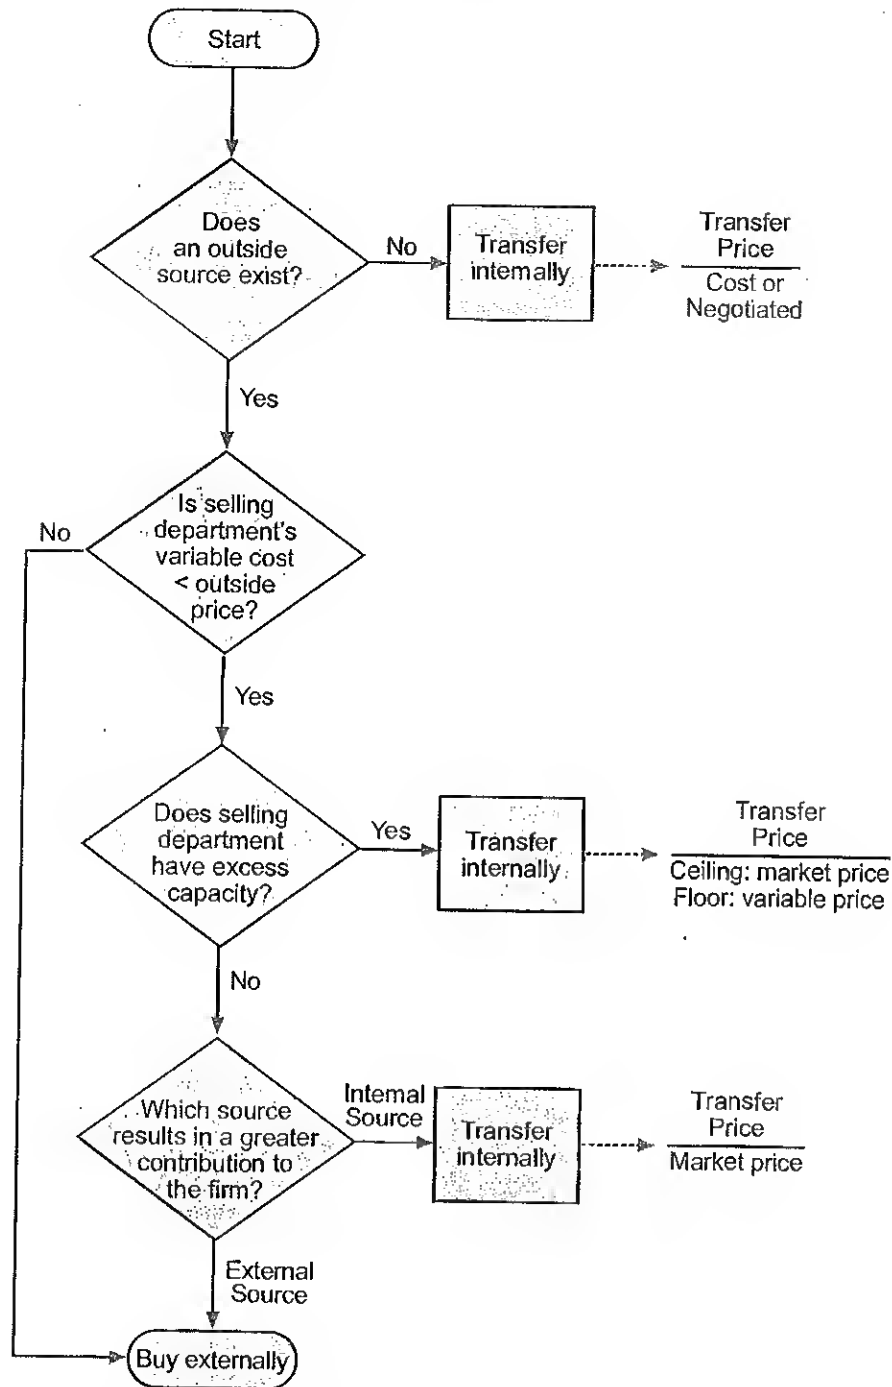 Start
Does
an outside
source exist?
No
Transfer
internally
Transfer
Price
Cost or
Negotiated
Yes
Is selling
department's
variable cost
< outside
price?
No
Yes
Does selling
department
have excess
capacity?
Yes
Transfer
internally
Transfer
Price
Ceiling: market price
Floor: variable price
No
Which source
results in a greater
contribution to
the firm?
Internal
Source
Transfer
internally
Transfer
Price
Market price
External
Source
Buy externally